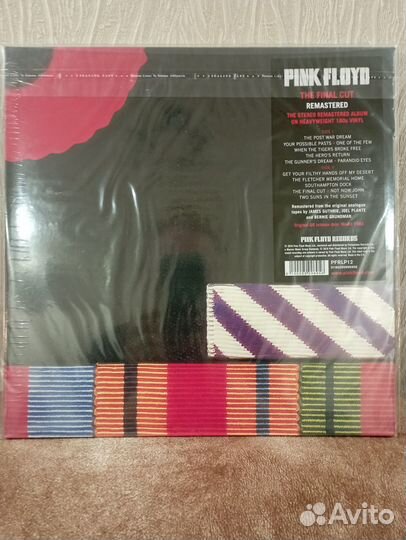 PINK FLOYD
THE FINAL CUT
REMASTERED
THE STEREO REMASTERED ALBUM
ON HEAVYWEIGHT 180g VINYL
SIDE 1
THE POST WAR DREAM
YOUR POSSIBLE PASTS · ONE OF THE FEW
WHEN THE TIGERS BROKE FREE
THE HERO'S RETURN
THE GUNNER'S DREAM · PARANOID EYES
GET YOUR FILTHY HANDS OFF MY DESERT
THE FLETCHER MEMORIAL HOME
SOUTHAMPTON DOCK
THE FINAL CUT · NOT NOW JOHN
TWO SUNS IN THE SUNSET
Remastered from the original analogue
tapes by JAMES GUTHRIE, JOEL PLANTE
and BERNIE GRUNDMAN
Original UK release date
PINK FLOYD RECORDS
PFRLP12
Avito